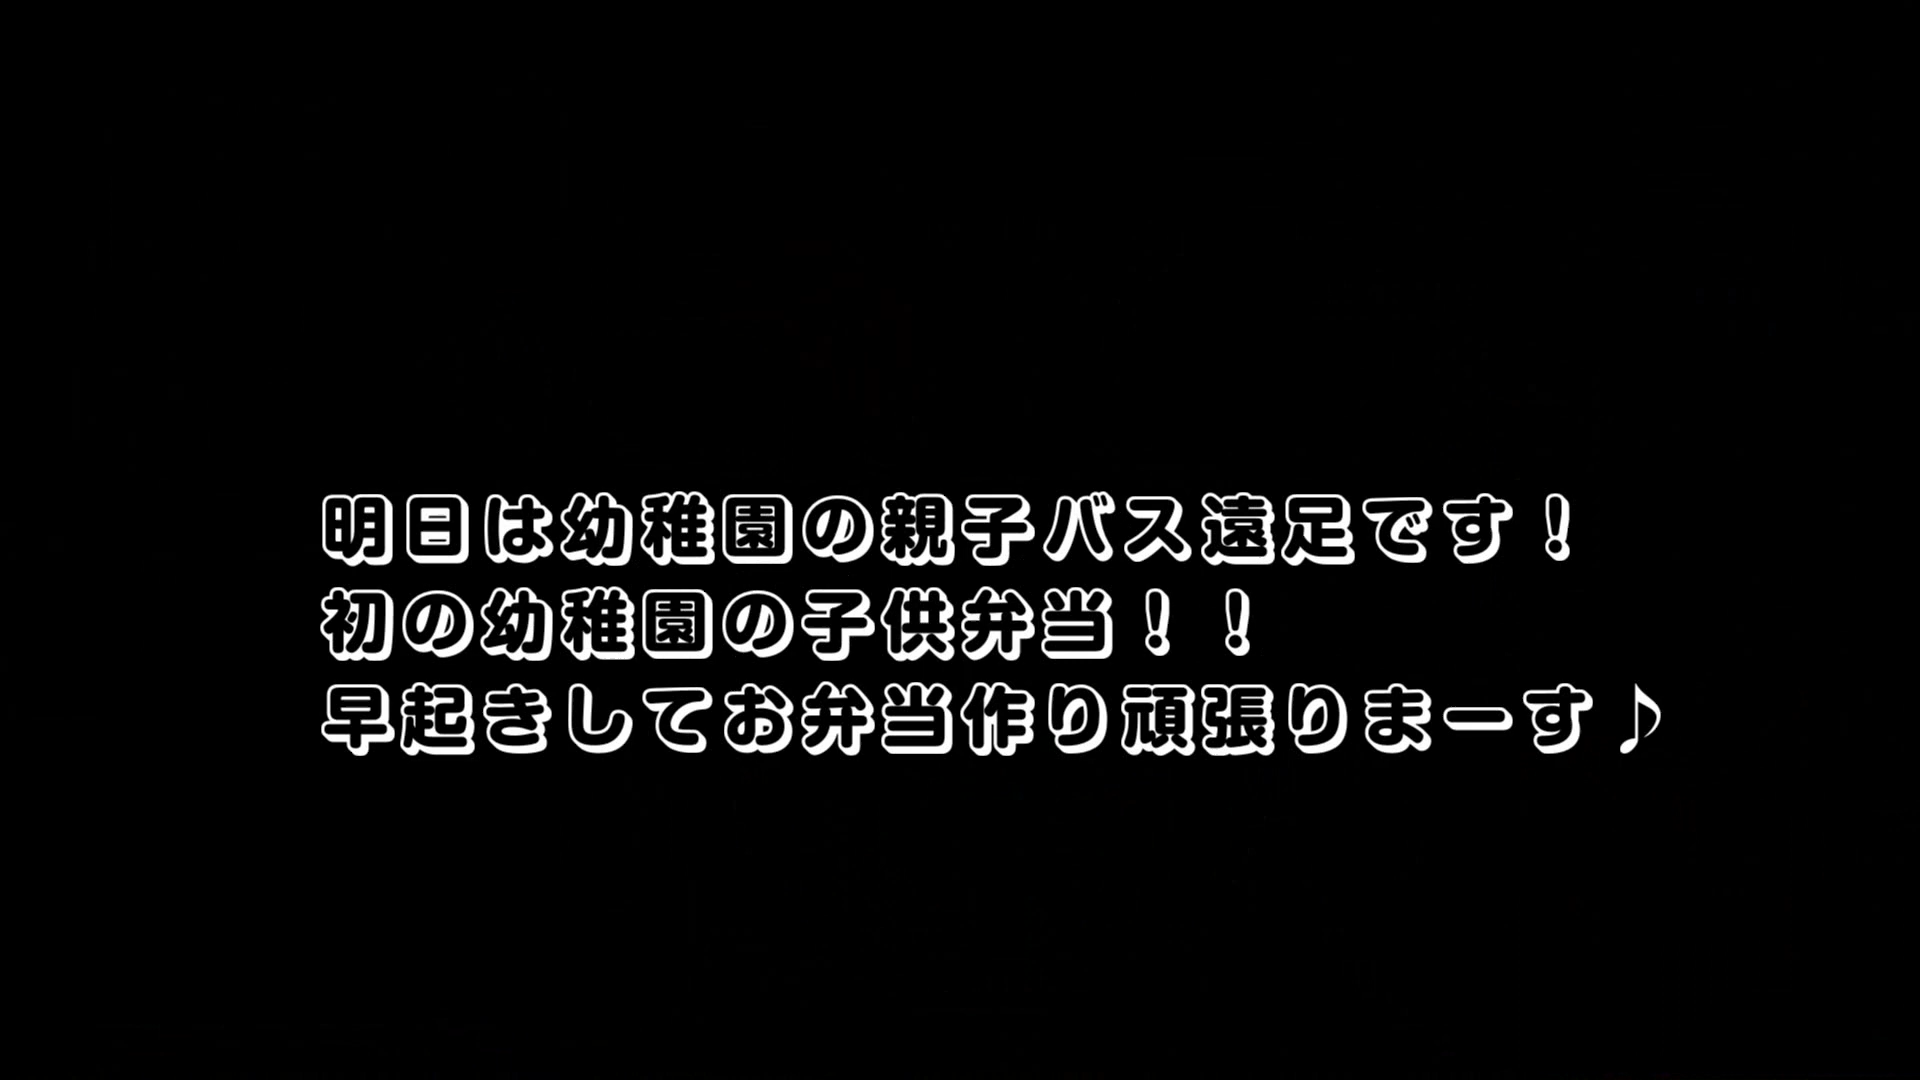 明日は幼稚園の親子バス遠足です！
初の幼稚園の子供弁当！！
早起きしてお弁当作り頑張りまーす♪